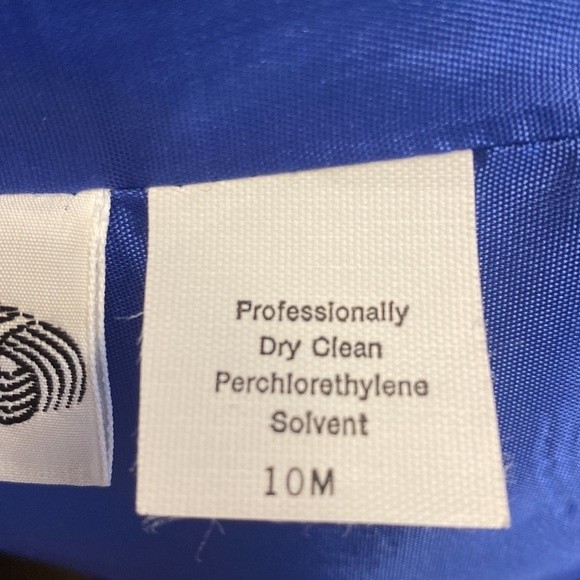 Professionally
Dry Clean
Perchlorethylene
Solvent
10M